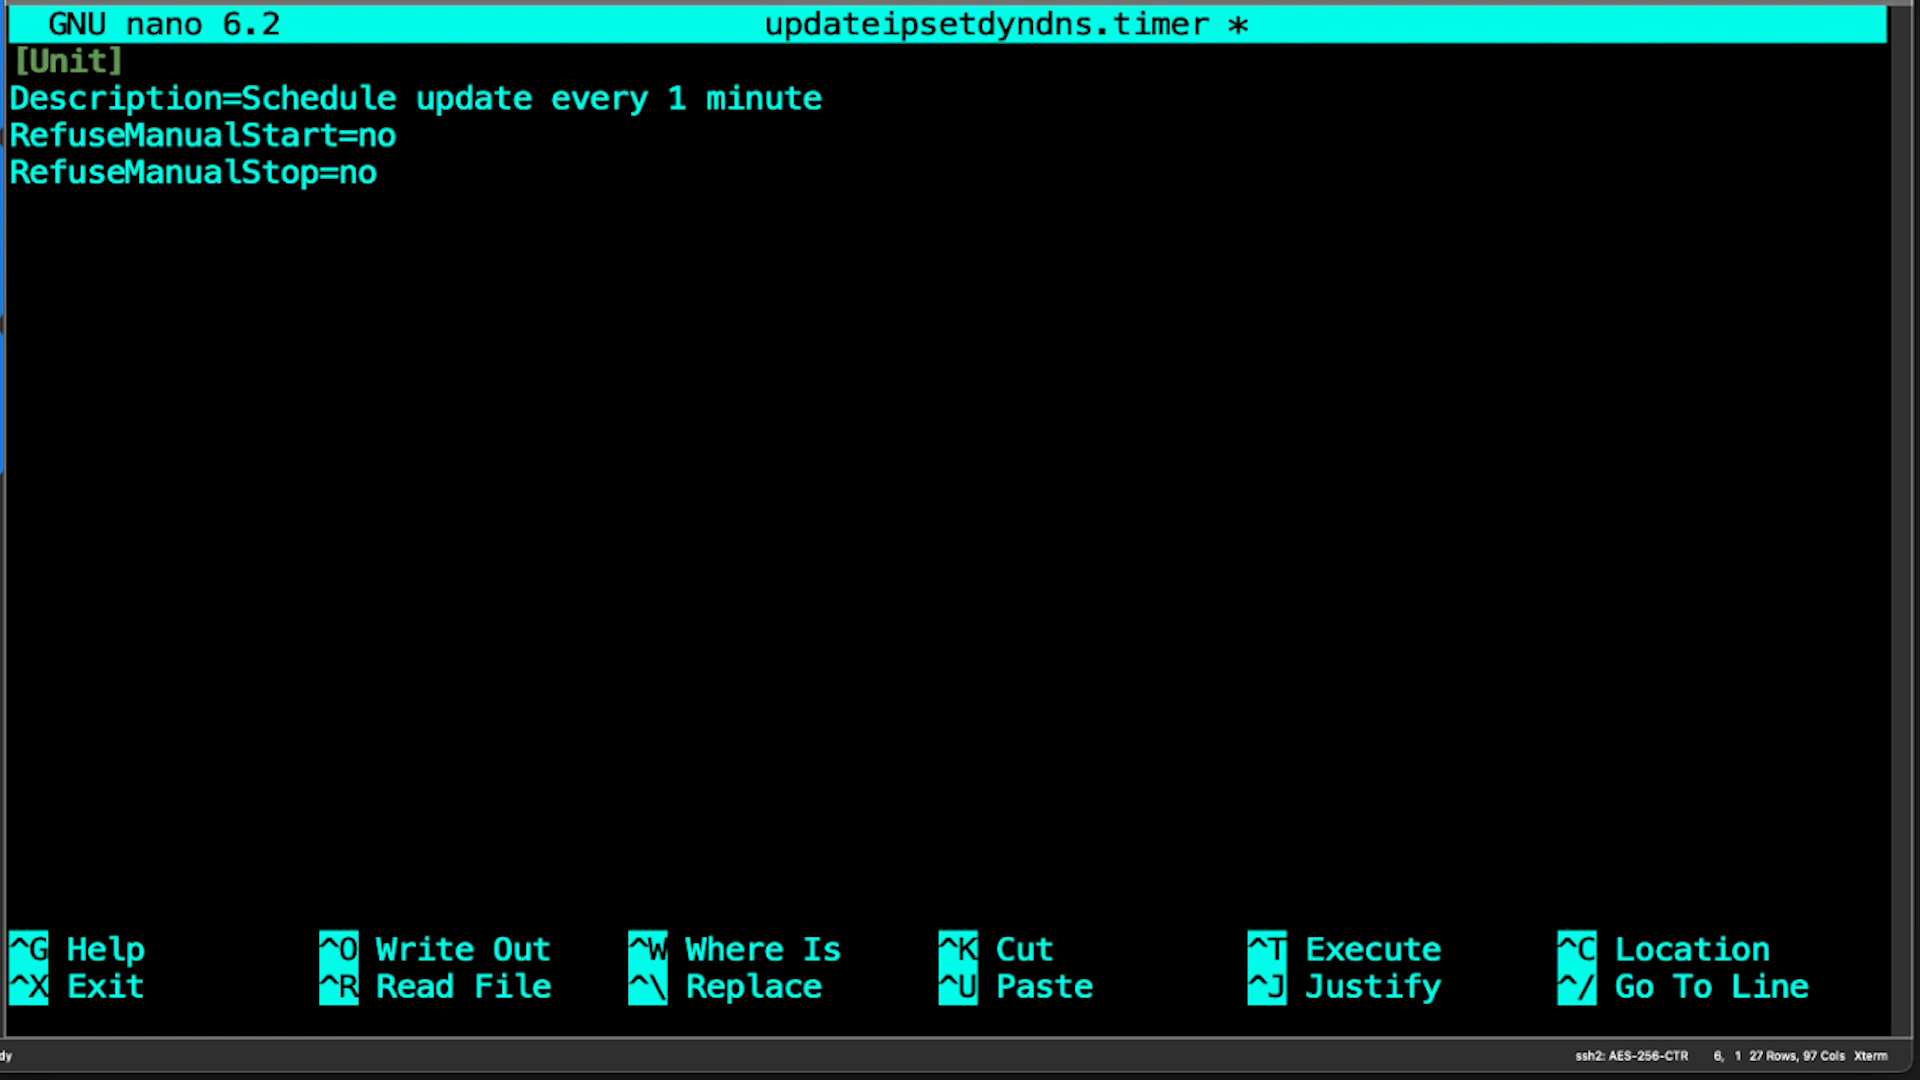 GNU nano 6.2 updateipsetdyndns.timer *
[Unit]
Description=Schedule update every 1 minute
RefuseManualStart=no
RefuseManualStop=no
^G Help ^O Write Out ^W Where Is ^K Cut ^T Execute ^C Location
^X Exit ^R Read File ^\ Replace ^U Paste ^J Justify ^/ Go To Line
dy ssh2: AES-256-CTR 6, 1 27 Rows, 97 Cols Xterm